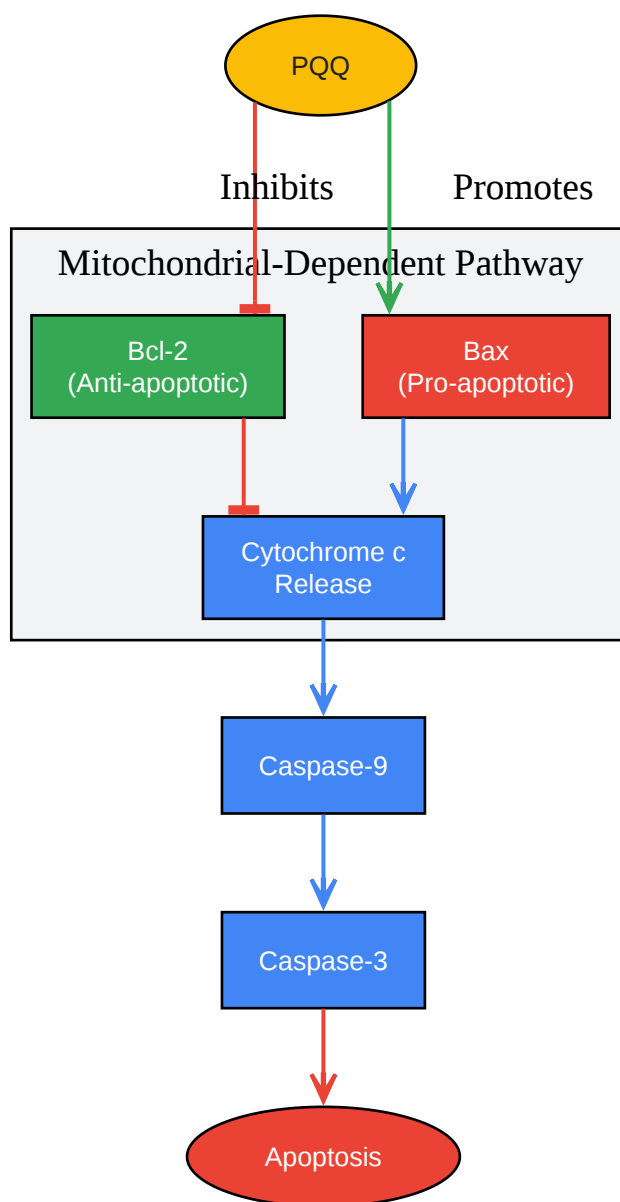 PQQ
Inhibits
Promotes
Mitochondrial-Dependent Pathway
Bcl-2
(Anti-apoptotic)
Bax
(Pro-apoptotic)
Cytochrome c
Release
Caspase-9
Caspase-3
Apoptosis